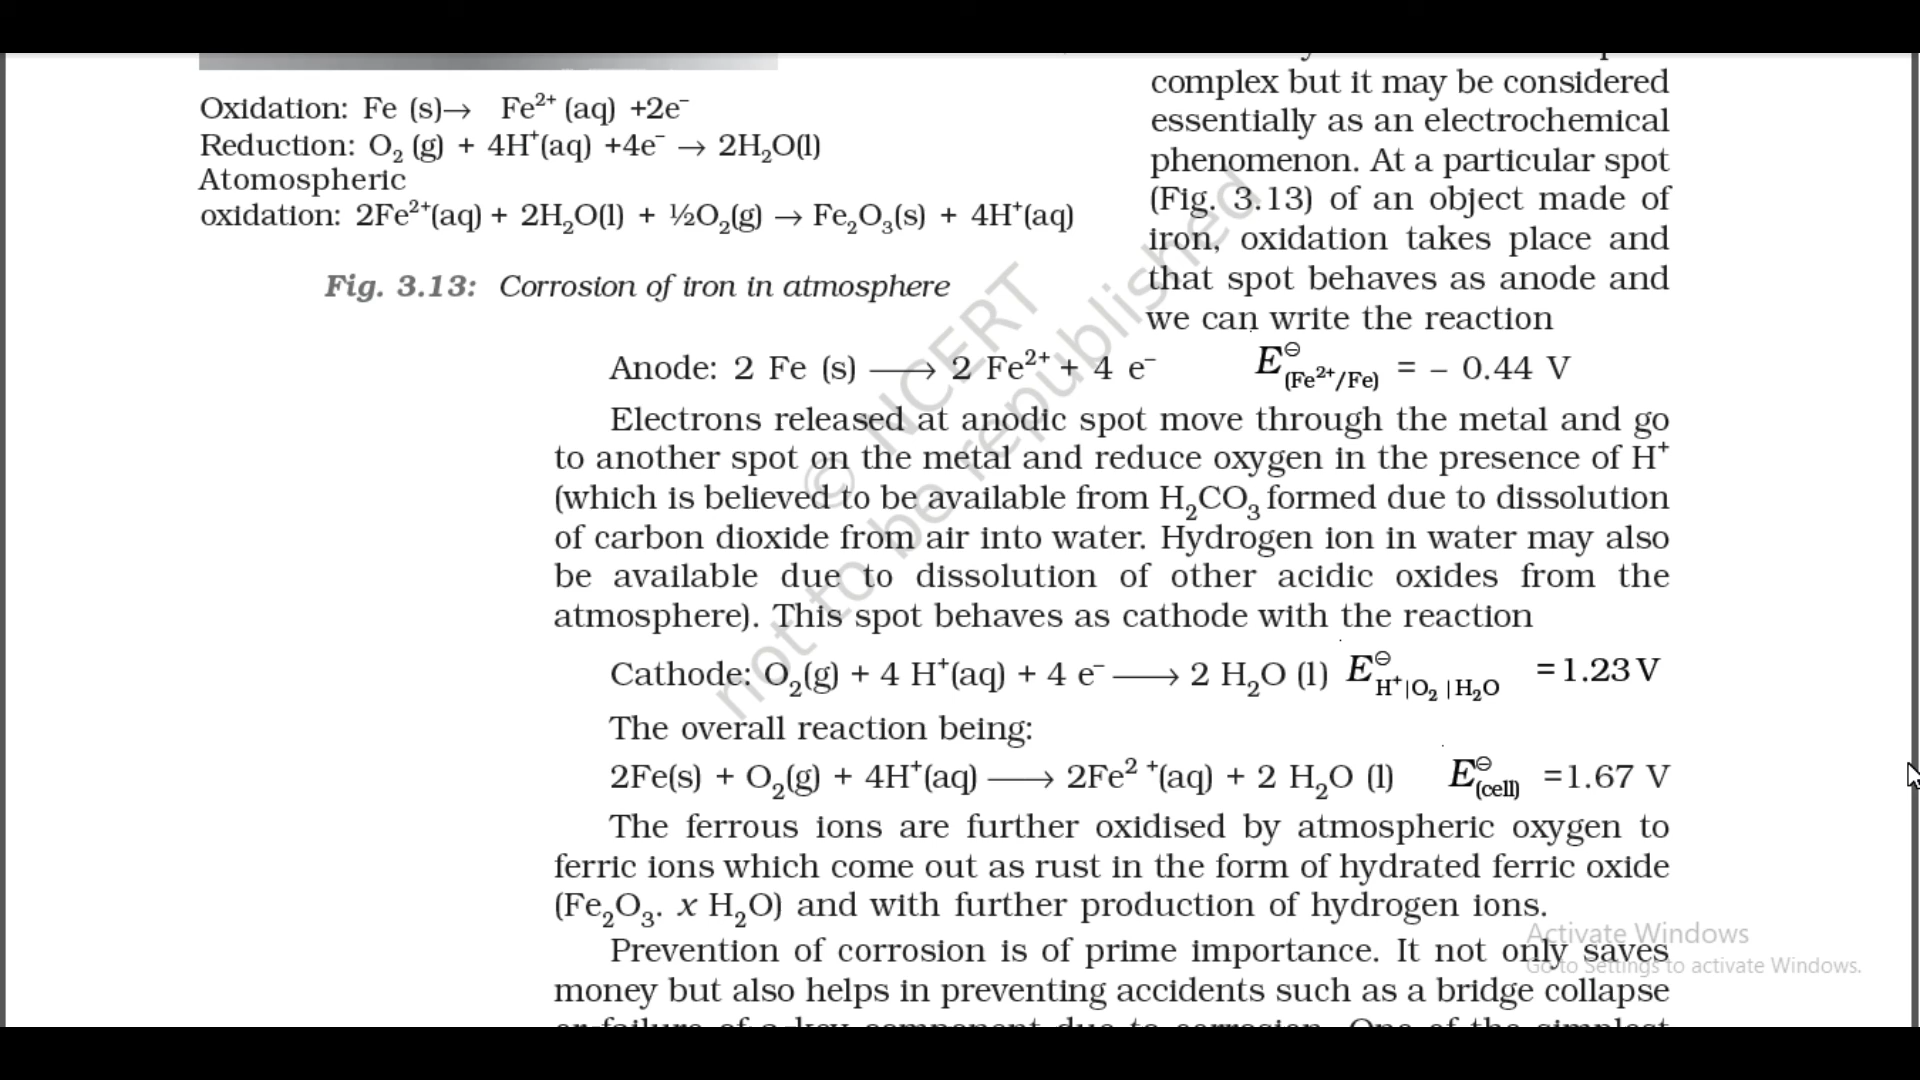 complex but it may be considered
essentially as an electrochemical
phenomenon. At a particular spot
(Fig. 3.13) of an object made of
iron, oxidation takes place and
that spot behaves as anode and
we can write the reaction
Oxidation: Fe (s)→ Fe²⁺ (aq) +2e⁻
Reduction: O₂ (g) + 4H⁺(aq) +4e⁻ → 2H₂O(l)
Atomospheric
oxidation: 2Fe²⁺(aq) + 2H₂O(l) + ½O₂(g) → Fe₂O₃(s) + 4H⁺(aq)
Fig. 3.13: Corrosion of iron in atmosphere
Anode: 2 Fe (s) ⟶ 2 Fe²⁺ + 4 e⁻ E⊖(Fe²⁺/Fe) = – 0.44 V
Electrons released at anodic spot move through the metal and go
to another spot on the metal and reduce oxygen in the presence of H⁺
(which is believed to be available from H₂CO₃ formed due to dissolution
of carbon dioxide from air into water. Hydrogen ion in water may also
be available due to dissolution of other acidic oxides from the
atmosphere). This spot behaves as cathode with the reaction
Cathode: O₂(g) + 4 H⁺(aq) + 4 e⁻ ⟶ 2 H₂O (l) E⊖ H⁺|O₂|H₂O = 1.23 V
The overall reaction being:
2Fe(s) + O₂(g) + 4H⁺(aq) ⟶ 2Fe²⁺(aq) + 2 H₂O (l) E⊖(cell) =1.67 V
The ferrous ions are further oxidised by atmospheric oxygen to
ferric ions which come out as rust in the form of hydrated ferric oxide
(Fe₂O₃. x H₂O) and with further production of hydrogen ions.
Prevention of corrosion is of prime importance. It not only saves
money but also helps in preventing accidents such as a bridge collapse
or failure of a key component due to corrosion. One of the simplest
© NCERT
not to be republished
Activate Windows
Go to Settings to activate Windows.